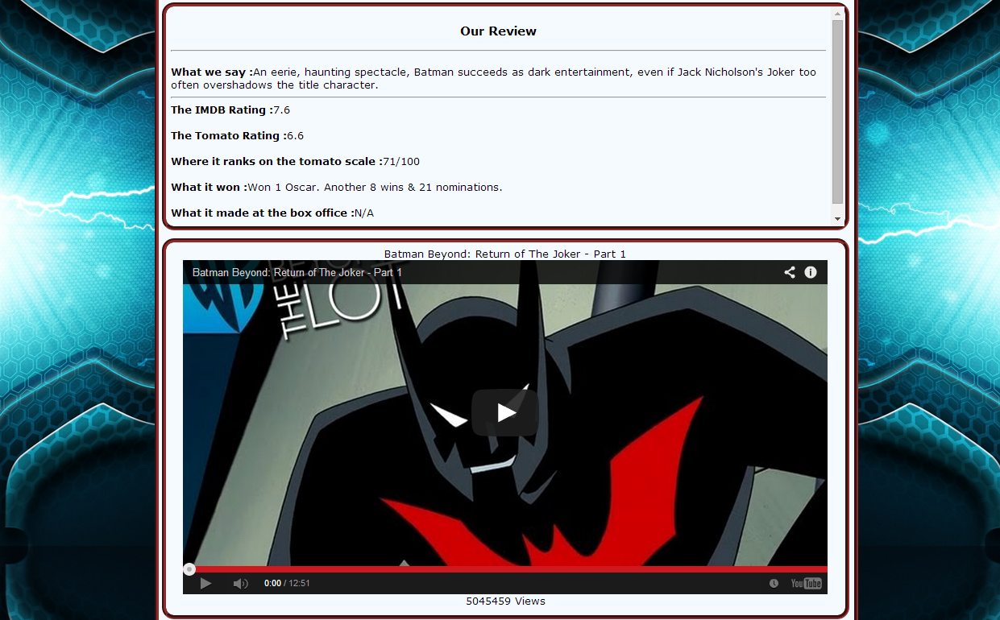 Our Review
What we say :An eerie, haunting spectacle, Batman succeeds as dark entertainment, even if Jack Nicholson's Joker too
often overshadows the title character.
The IMDB Rating :7.6
The Tomato Rating :6.6
Where it ranks on the tomato scale :71/100
What it won :Won 1 Oscar. Another 8 wins & 21 nominations.
What it made at the box office :N/A
Batman Beyond: Return of The Joker - Part 1
Batman Beyond: Return of The Joker - Part 1
BEYOND
THE LOT
0:00 / 12:51
YouTube
5045459 Views